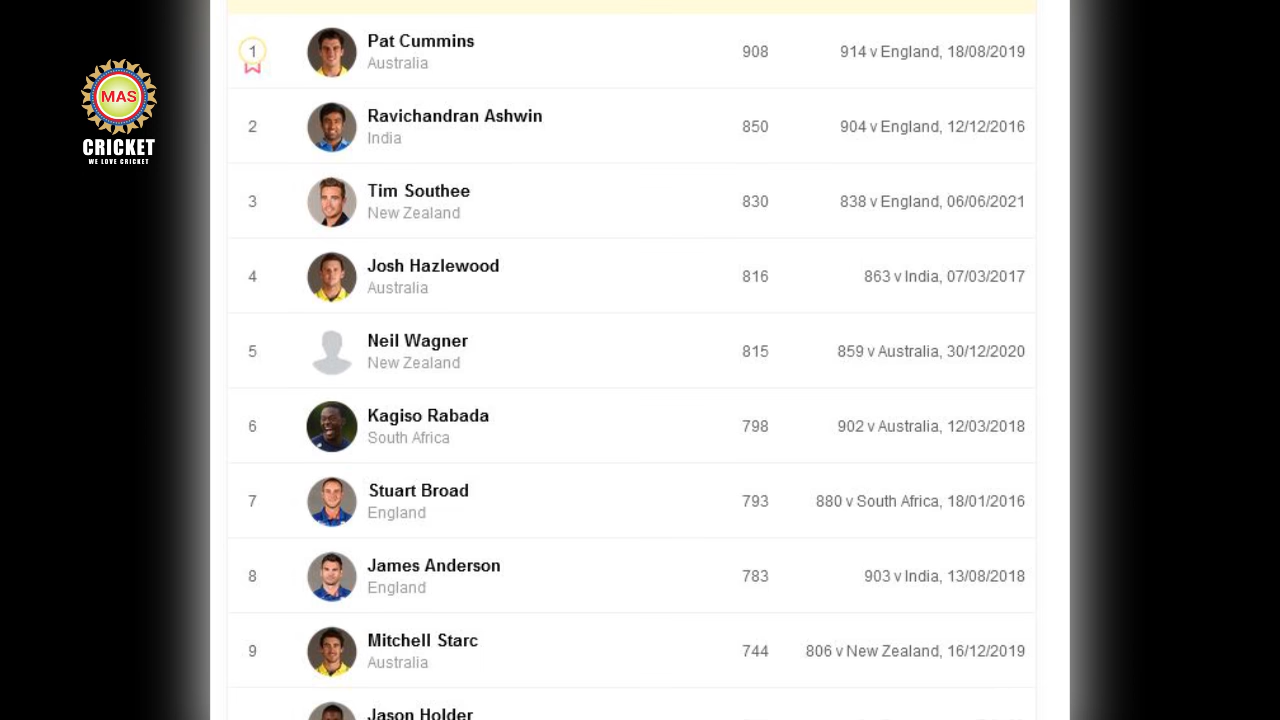 MAS
CRICKET
WE LOVE CRICKET
1
Pat Cummins
Australia
908
914 v England, 18/08/2019
2
Ravichandran Ashwin
India
850
904 v England, 12/12/2016
3
Tim Southee
New Zealand
830
838 v England, 06/06/2021
4
Josh Hazlewood
Australia
816
863 v India, 07/03/2017
5
Neil Wagner
New Zealand
815
859 v Australia, 30/12/2020
6
Kagiso Rabada
South Africa
798
902 v Australia, 12/03/2018
7
Stuart Broad
England
793
880 v South Africa, 18/01/2016
8
James Anderson
England
783
903 v India, 13/08/2018
9
Mitchell Starc
Australia
744
806 v New Zealand, 16/12/2019
Jason Holder